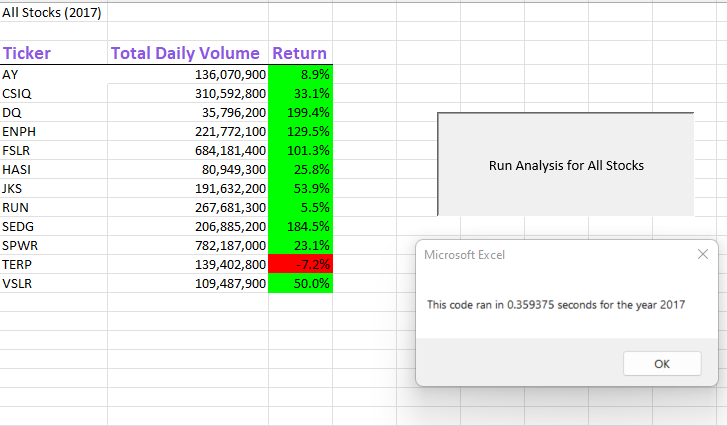 All Stocks (2017)
Ticker Total Daily Volume Return
AY 136,070,900 8.9%
CSIQ 310,592,800 33.1%
DQ 35,796,200 199.4%
ENPH 221,772,100 129.5%
FSLR 684,181,400 101.3%
HASI 80,949,300 25.8%
JKS 191,632,200 53.9%
RUN 267,681,300 5.5%
SEDG 206,885,200 184.5%
SPWR 782,187,000 23.1%
TERP 139,402,800 -7.2%
VSLR 109,487,900 50.0%
Run Analysis for All Stocks
Microsoft Excel
This code ran in 0.359375 seconds for the year 2017
OK